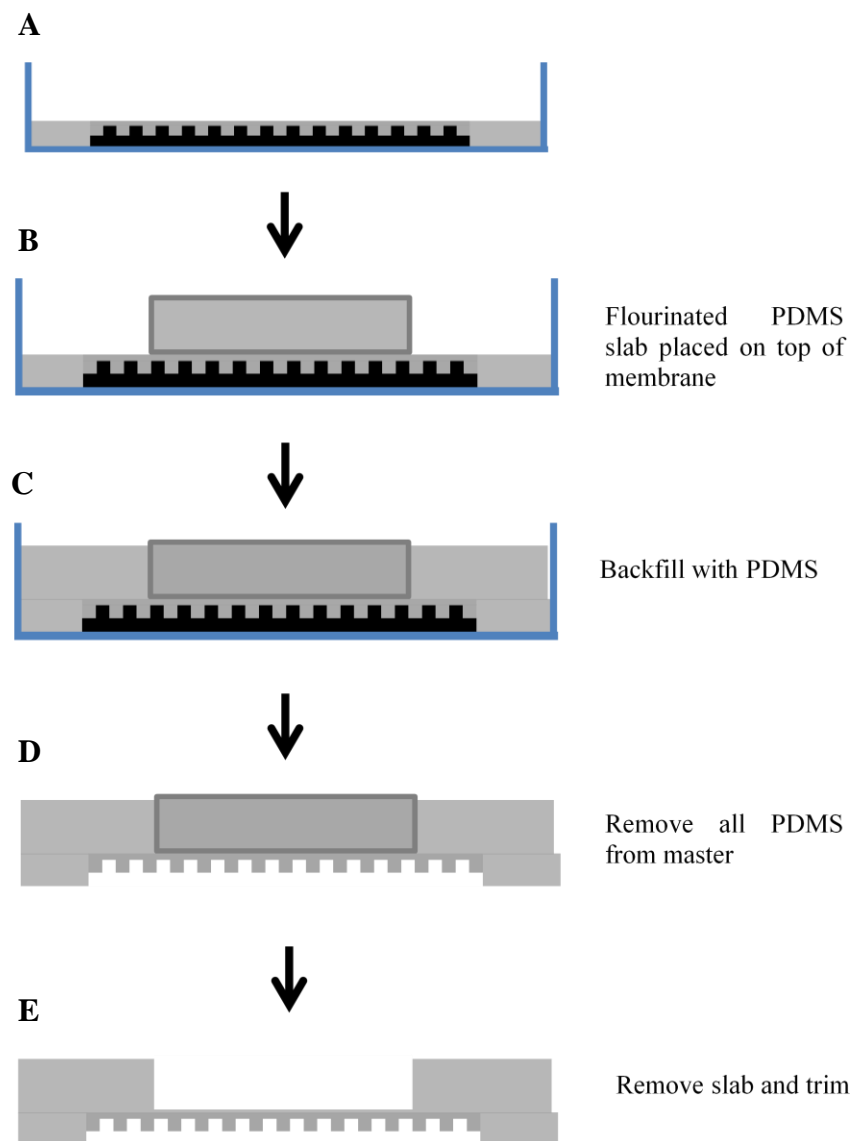 A
B
Flourinated PDMS
slab placed on top of
membrane
C
Backfill with PDMS
D
Remove all PDMS
from master
E
Remove slab and trim